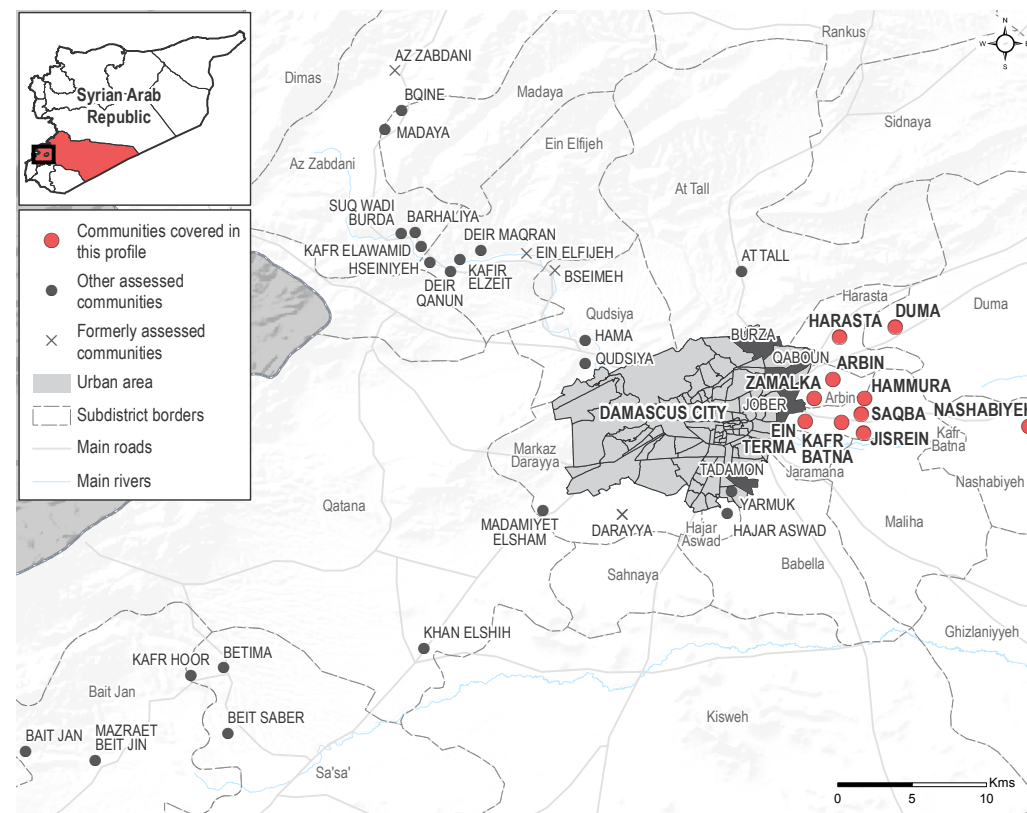 Syrian Arab
Republic
Communities covered in
this profile
Other assessed
communities
Formerly assessed
communities
Urban area
Subdistrict borders
Main roads
Main rivers
N
W
E
S
Rankus
Dimas
AZ ZABDANI
BQINE
MADAYA
Madaya
Sidnaya
Ein Elfijeh
Az Zabdani
At Tall
SUQ WADI
BURDA
BARHALIYA
DEIR MAQRAN
KAFR ELAWAMID
HSEINIYEH
EIN ELFIJEH
DEIR
QANUN
KAFIR
ELZEIT
BSEIMEH
AT TALL
Harasta
Duma
Qudsiya
HARASTA
DUMA
HAMA
BURZA
QABOUN
QUDSIYA
ARBIN
ZAMALKA
HAMMURA
Arbin
JOBER
DAMASCUS CITY
SAQBA
NASHABIYEH
EIN
TERMA
KAFR
BATNA
JISREIN
Kafr
Batna
Markaz
Darayya
TADAMON
Jaramana
Nashabiyeh
Qatana
YARMUK
MADAMIYET
ELSHAM
DARAYYA
Hajar
Aswad
HAJAR ASWAD
Maliha
Sahnaya
Babella
KHAN ELSHIH
Ghizlaniyyeh
KAFR HOOR
BETIMA
Bait Jan
BEIT SABER
Kisweh
BAIT JAN
MAZRAET
BEIT JIN
Sa'sa'
Kms
0
5
10